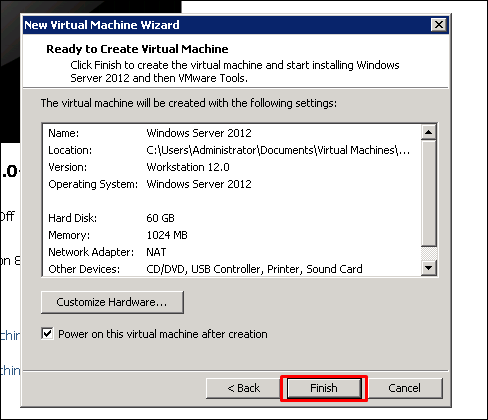 New Virtual Machine Wizard
Ready to Create Virtual Machine
Click Finish to create the virtual machine and start installing Windows
Server 2012 and then VMware Tools.
The virtual machine will be created with the following settings:
Name: Windows Server 2012
Location: C:\Users\Administrator\Documents\Virtual Machines\...
Version: Workstation 12.0
Operating System: Windows Server 2012
Hard Disk: 60 GB
Memory: 1024 MB
Network Adapter: NAT
Other Devices: CD/DVD, USB Controller, Printer, Sound Card
Customize Hardware...
Power on this virtual machine after creation
< Back Finish Cancel